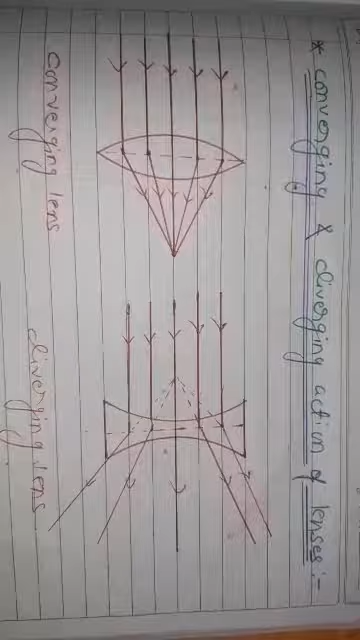 * converging & diverging action of lenses:-
converging lens
diverging lens.